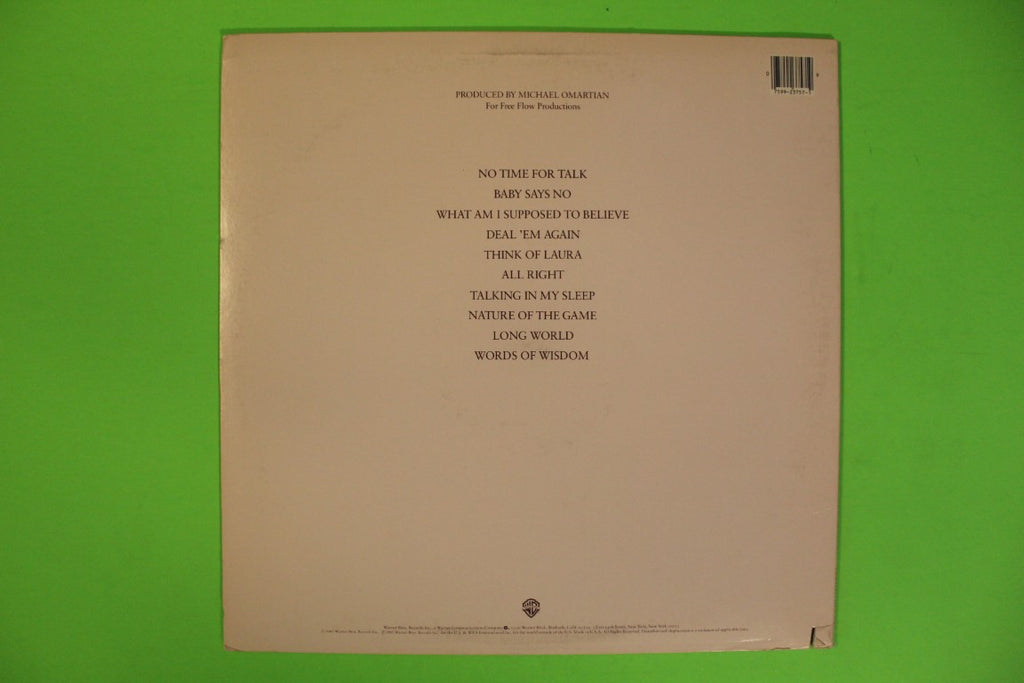 PRODUCED BY MICHAEL OMARTIAN
For Free Flow Productions
NO TIME FOR TALK
BABY SAYS NO
WHAT AM I SUPPOSED TO BELIEVE
DEAL 'EM AGAIN
THINK OF LAURA
ALL RIGHT
TALKING IN MY SLEEP
NATURE OF THE GAME
LONG WORLD
WORDS OF WISDOM